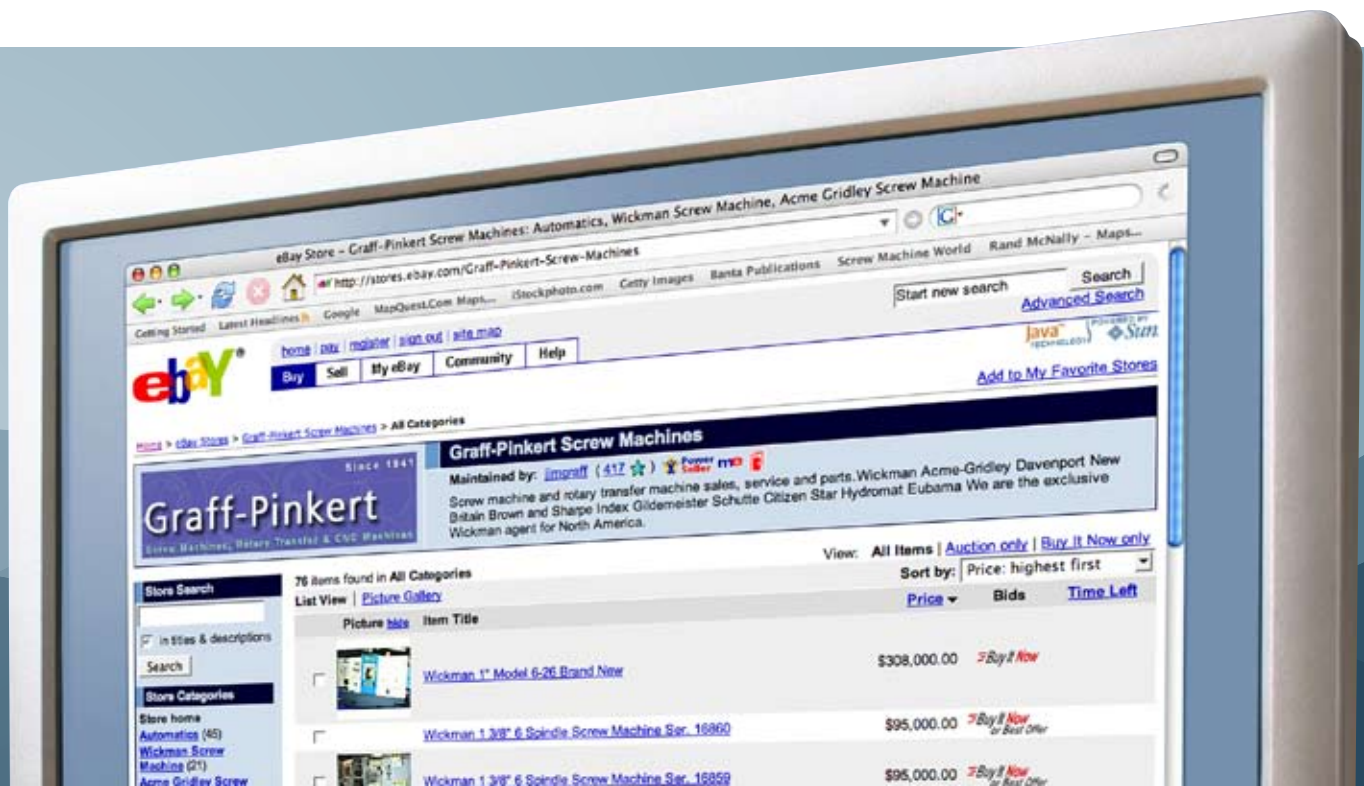 eBay Store – Graff-Pinkert Screw Machines: Automatics, Wickman Screw Machine, Acme Gridley Screw Machine
http://stores.ebay.com/Graff-Pinkert-Screw-Machines
G
Getting Started Latest Headlines Google MapQuest.Com Maps... iStockphoto.com Getty Images Banta Publications Screw Machine World Rand McNally – Maps...
ebaY®
home | pay | register | sign out | site map
Start new search Search
Advanced Search
Buy Sell My eBay Community Help
Java™ TECHNOLOGY POWERED BY Sun
Add to My Favorite Stores
Home > eBay Stores > Graff-Pinkert Screw Machines > All Categories
Since 1941
Graff-Pinkert
Screw Machines, Rotary Transfer & CNC Machines
Graff-Pinkert Screw Machines
Maintained by: jimgraff ( 417 ) Power Seller me
Screw machine and rotary transfer machine sales, service and parts.Wickman Acme-Gridley Davenport New
Britain Brown and Sharpe Index Gildemeister Schutte Citizen Star Hydromat Eubama We are the exclusive
Wickman agent for North America.
View: All Items | Auction only | Buy It Now only
76 items found in All Categories
Sort by: Price: highest first
List View | Picture Gallery
Price Bids Time Left
Picture hide Item Title
Store Search
in titles & descriptions
Search
Store Categories
Store home
Automatics (45)
Wickman Screw
Machine (21)
Acme Gridley Screw
Wickman 1" Model 6-26 Brand New $308,000.00 Buy It Now
Wickman 1 3/8" 6 Spindle Screw Machine Ser. 16860 $95,000.00 Buy It Now
or Best Offer
Wickman 1 3/8" 6 Spindle Screw Machine Ser. 16859 $95,000.00 Buy It Now
or Best Offer